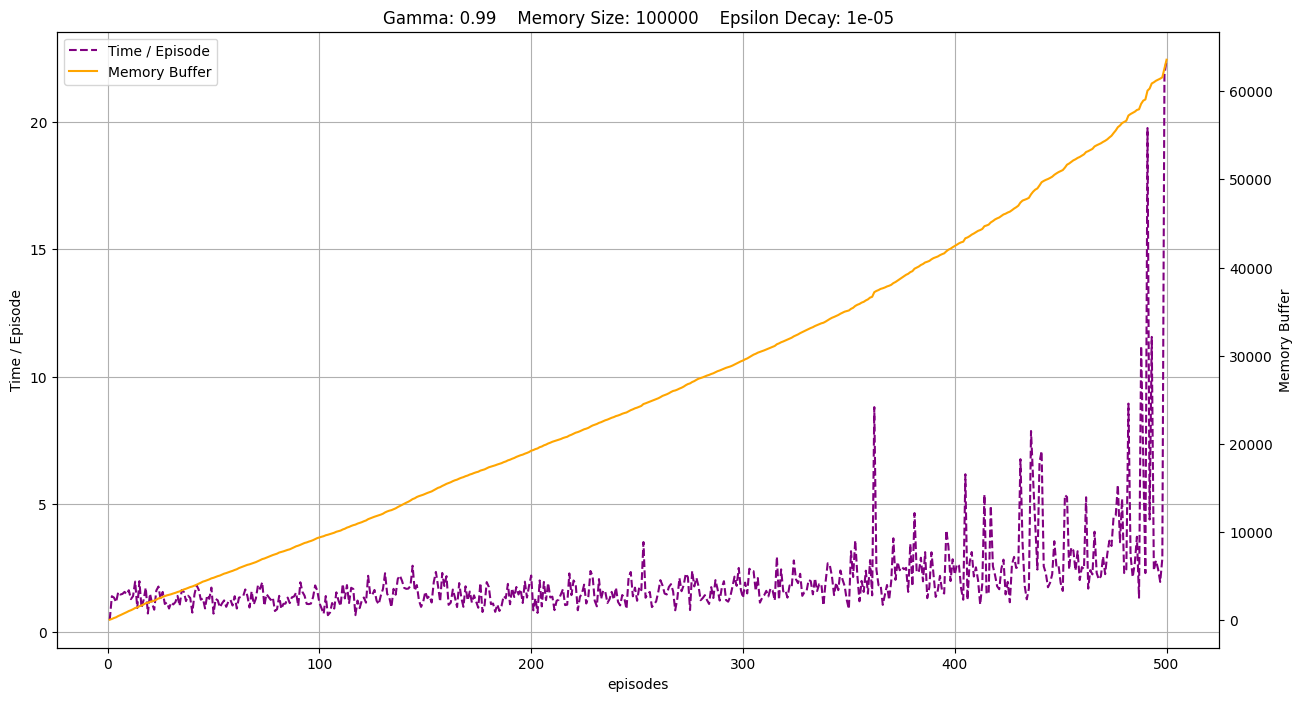 Gamma: 0.99    Memory Size: 100000    Epsilon Decay: 1e-05
Time / Episode
Memory Buffer
20
15
10
5
0
60000
50000
40000
30000
20000
10000
0
Time / Episode
Memory Buffer
0 100 200 300 400 500
episodes